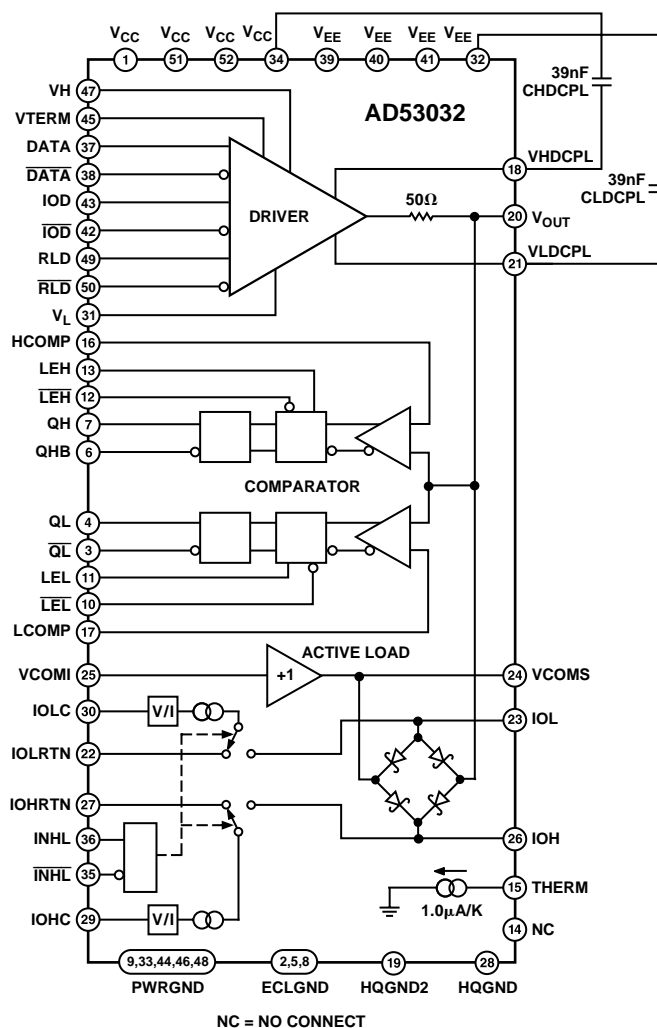 VCC VCC VCC VCC VEE VEE VEE VEE
1 51 52 34 39 40 41 32
39nF
CHDCPL
AD53032
VH 47
VTERM 45
DATA 37
DATA 38
IOD 43
IOD 42
RLD 49
RLD 50
VL 31
DRIVER
50Ω
18 VHDCPL
39nF
CLDCPL
20 VOUT
21 VLDCPL
HCOMP 16
LEH 13
LEH 12
QH 7
QHB 6
COMPARATOR
QL 4
QL 3
LEL 11
LEL 10
LCOMP 17
ACTIVE LOAD
VCOMI 25
+1
24 VCOMS
IOLC 30
V/I
23 IOL
IOLRTN 22
IOHRTN 27
INHL 36
26 IOH
INHL 35
15 THERM
1.0µA/K
IOHC 29
V/I
14 NC
9,33,44,46,48 2,5,8 19 28
PWRGND ECLGND HQGND2 HQGND
NC = NO CONNECT